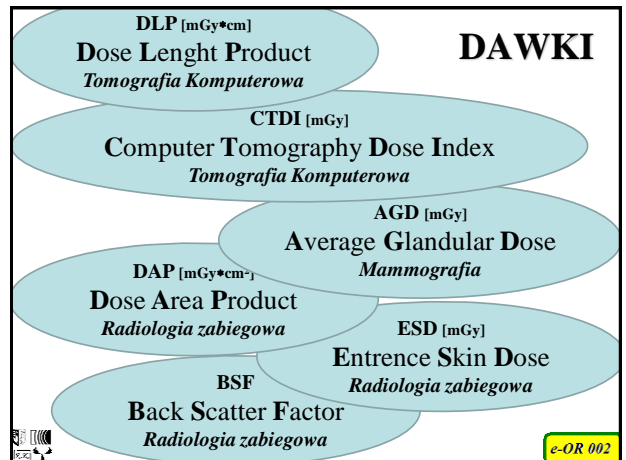 DLP [mGy*cm]
Dose Lenght Product
Tomografia Komputerowa
DAWKI
CTDI [mGy]
Computer Tomography Dose Index
Tomografia Komputerowa
AGD [mGy]
Average Glandular Dose
Mammografia
DAP [mGy*cm²]
Dose Area Product
Radiologia zabiegowa
ESD [mGy]
Entrence Skin Dose
Radiologia zabiegowa
BSF
Back Scatter Factor
Radiologia zabiegowa
e-OR 002